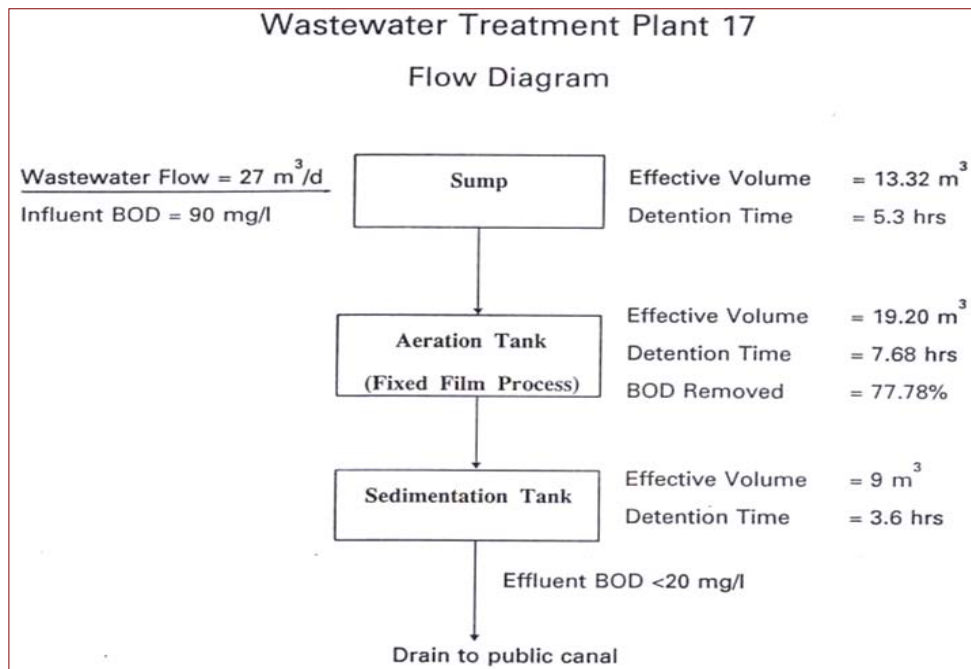 Wastewater Treatment Plant 17
Flow Diagram
Wastewater Flow = 27 m³/d
Influent BOD = 90 mg/l
Sump
Effective Volume = 13.32 m³
Detention Time = 5.3 hrs
Aeration Tank
(Fixed Film Process)
Effective Volume = 19.20 m³
Detention Time = 7.68 hrs
BOD Removed = 77.78%
Sedimentation Tank
Effective Volume = 9 m³
Detention Time = 3.6 hrs
Effluent BOD <20 mg/l
Drain to public canal